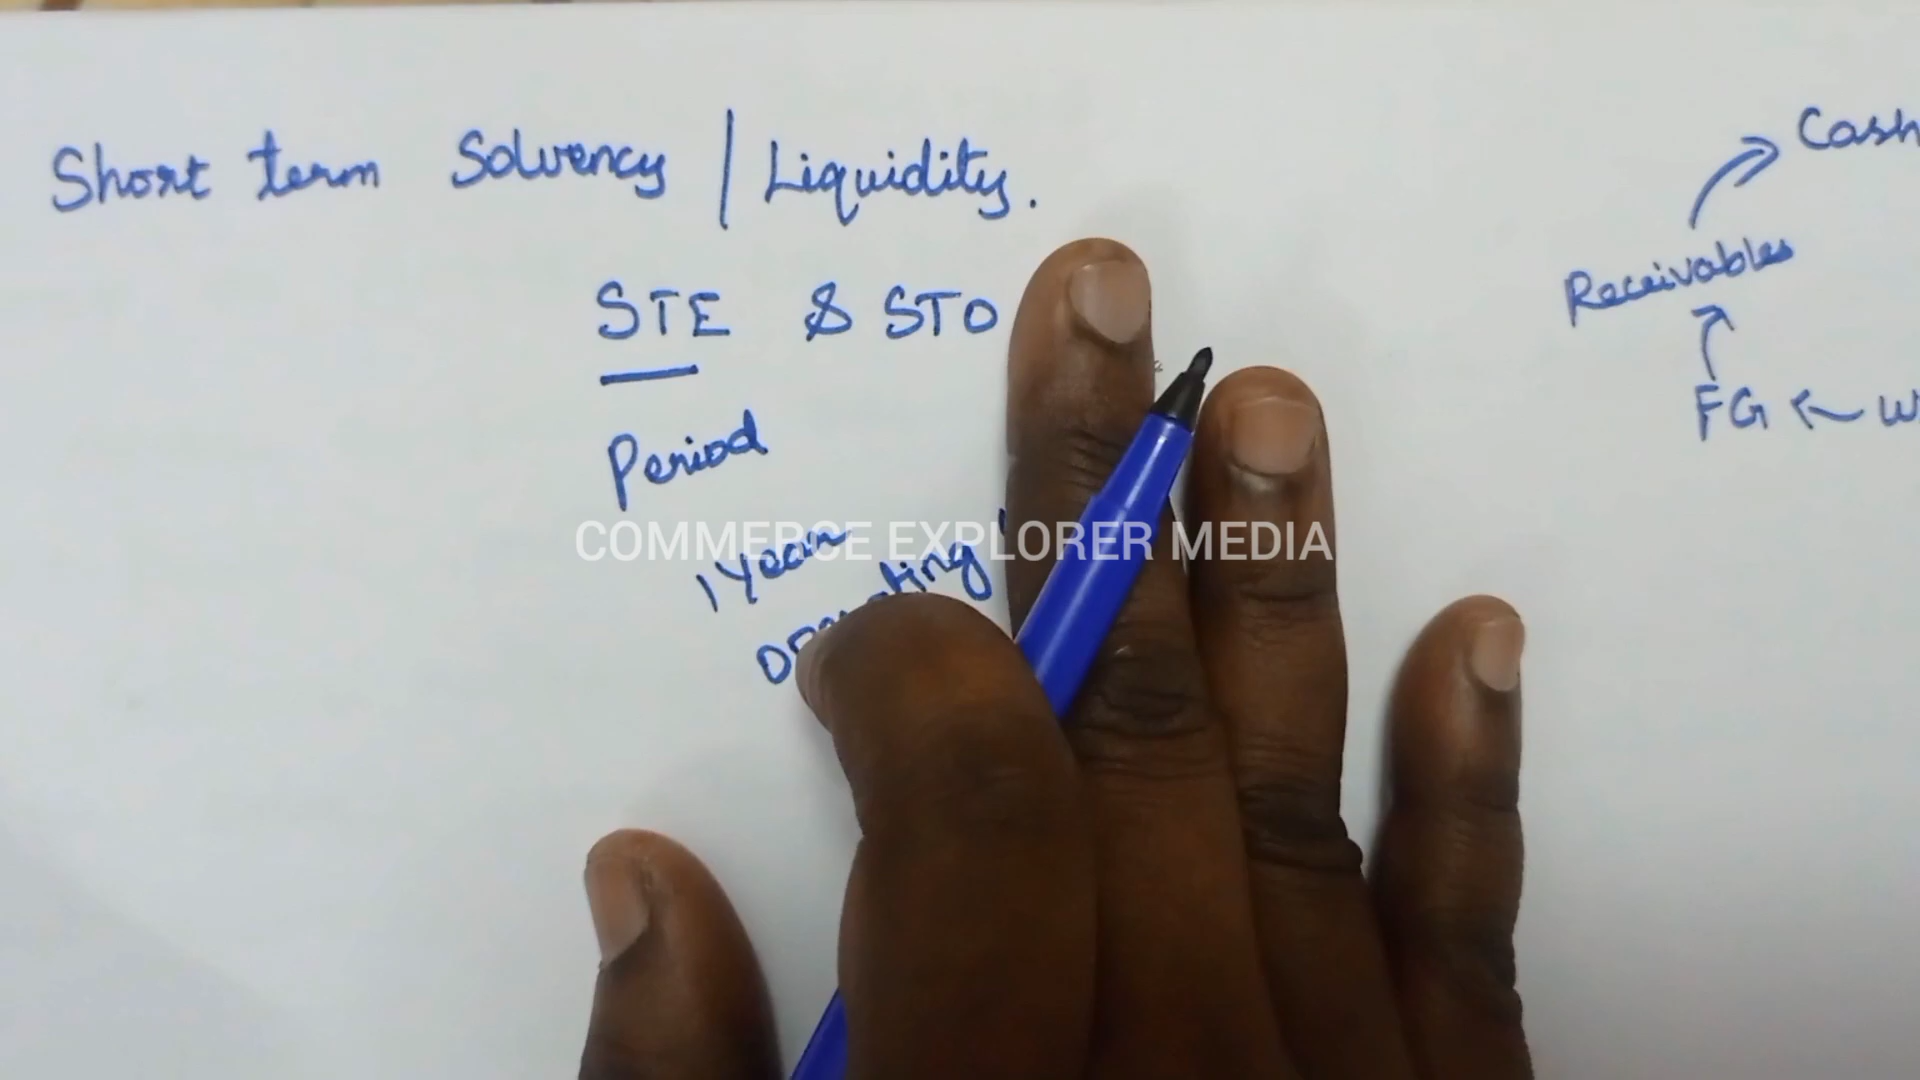 Short term Solvency / Liquidity.
STE & STO
Period
1 Year
Cash
Receivables
FG ← W
COMMERCE EXPLORER MEDIA